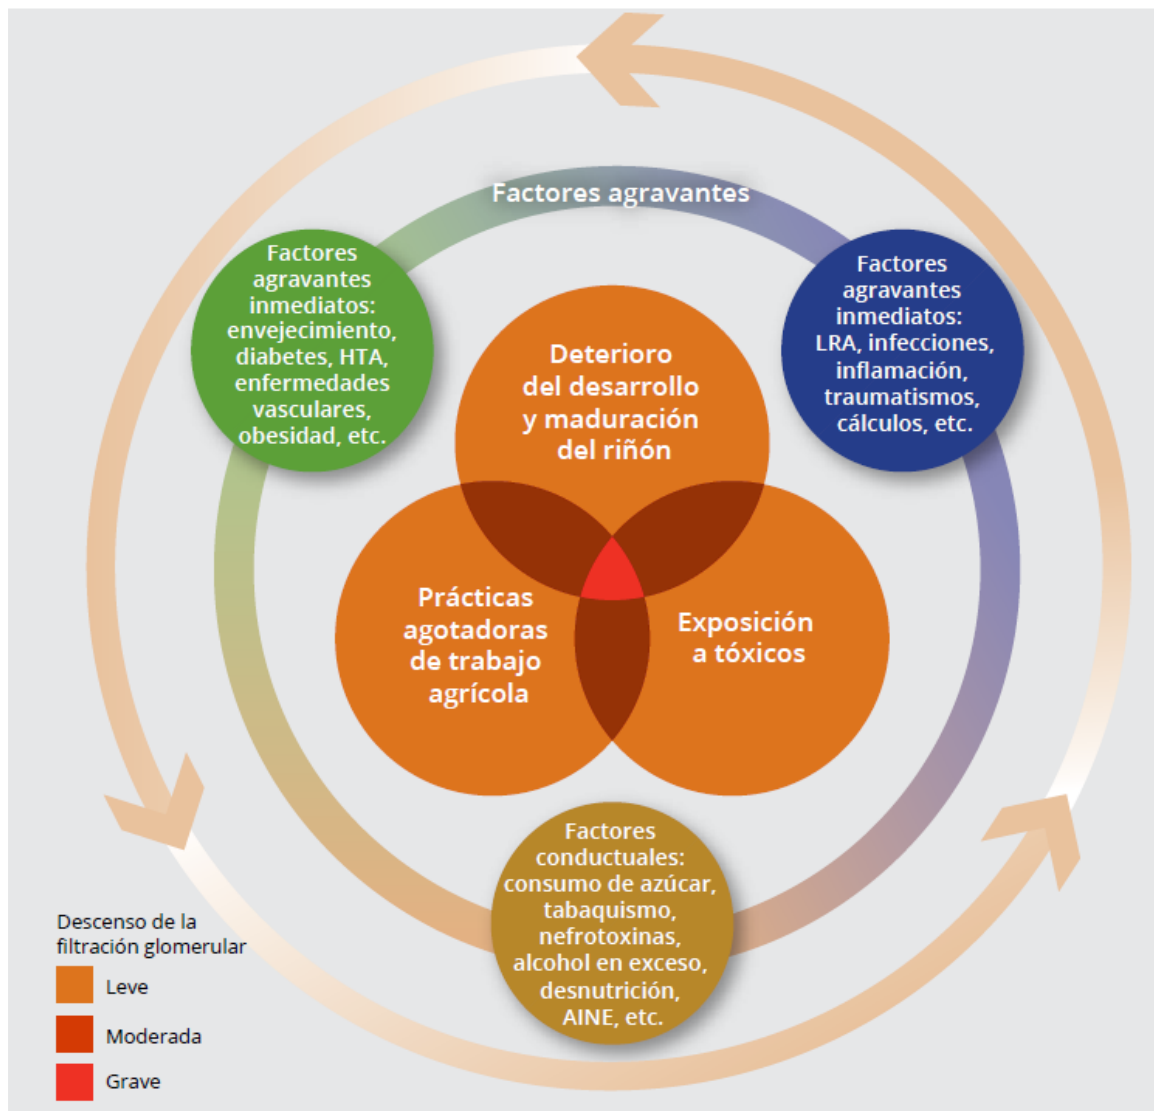 Factores agravantes
Factores
agravantes
inmediatos:
envejecimiento,
diabetes, HTA,
enfermedades
vasculares,
obesidad, etc.
Factores
agravantes
inmediatos:
LRA, infecciones,
inflamación,
traumatismos,
cálculos, etc.
Deterioro
del desarrollo
y maduración
del riñón
Prácticas
agotadoras
de trabajo
agrícola
Exposición
a tóxicos
Factores
conductuales:
consumo de azúcar,
tabaquismo,
nefrotoxinas,
alcohol en exceso,
desnutrición,
AINE, etc.
Descenso de la
filtración glomerular
Leve
Moderada
Grave